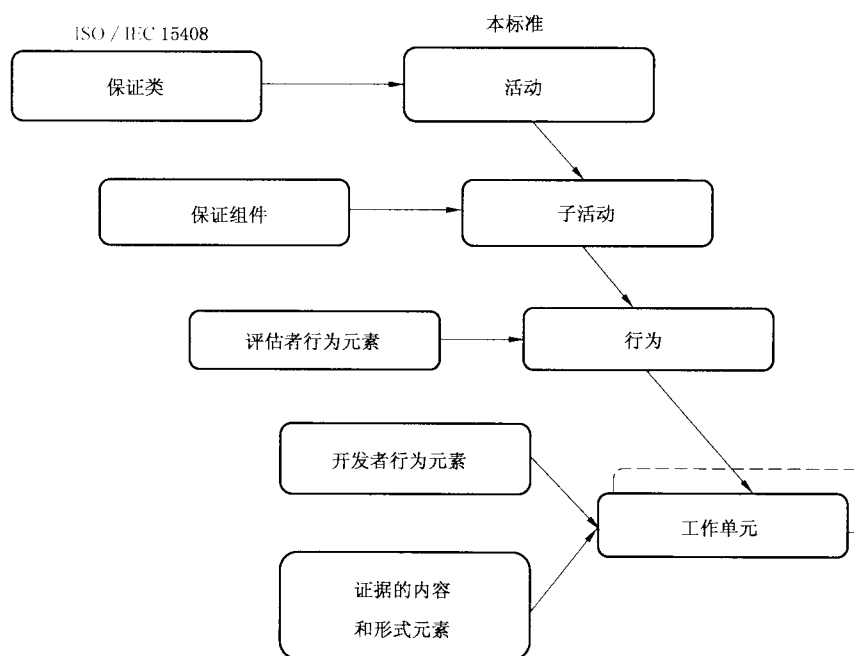 ISO / IEC 15408
本标准
保证类
活动
保证组件
子活动
评估者行为元素
行为
开发者行为元素
工作单元
证据的内容
和形式元素